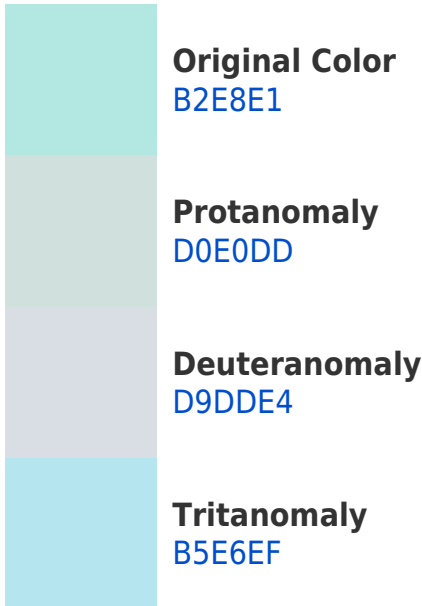 Original Color
B2E8E1
Protanomaly
D0E0DD
Deuteranomaly
D9DDE4
Tritanomaly
B5E6EF